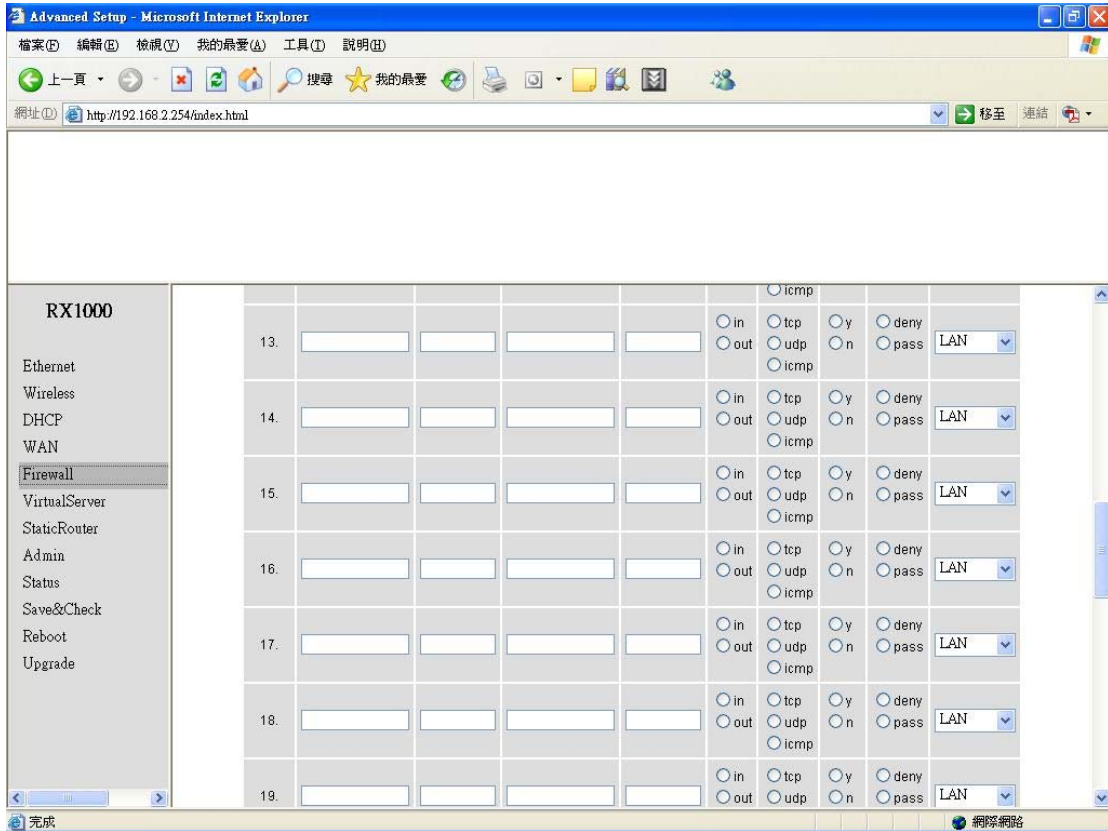 Advanced Setup - Microsoft Internet Explorer
檔案(F) 編輯(E) 檢視(V) 我的最愛(A) 工具(T) 說明(H)
上一頁 搜尋 我的最愛
網址(D) http://192.168.2.254/index.html 移至 連結
RX1000
Ethernet
Wireless
DHCP
WAN
Firewall
VirtualServer
StaticRouter
Admin
Status
Save&Check
Reboot
Upgrade
icmp
in tcp y deny
13. out udp n pass LAN
icmp
in tcp y deny
14. out udp n pass LAN
icmp
in tcp y deny
15. out udp n pass LAN
icmp
in tcp y deny
16. out udp n pass LAN
icmp
in tcp y deny
17. out udp n pass LAN
icmp
in tcp y deny
18. out udp n pass LAN
icmp
in tcp y deny
19. out udp n pass LAN
完成 網際網路